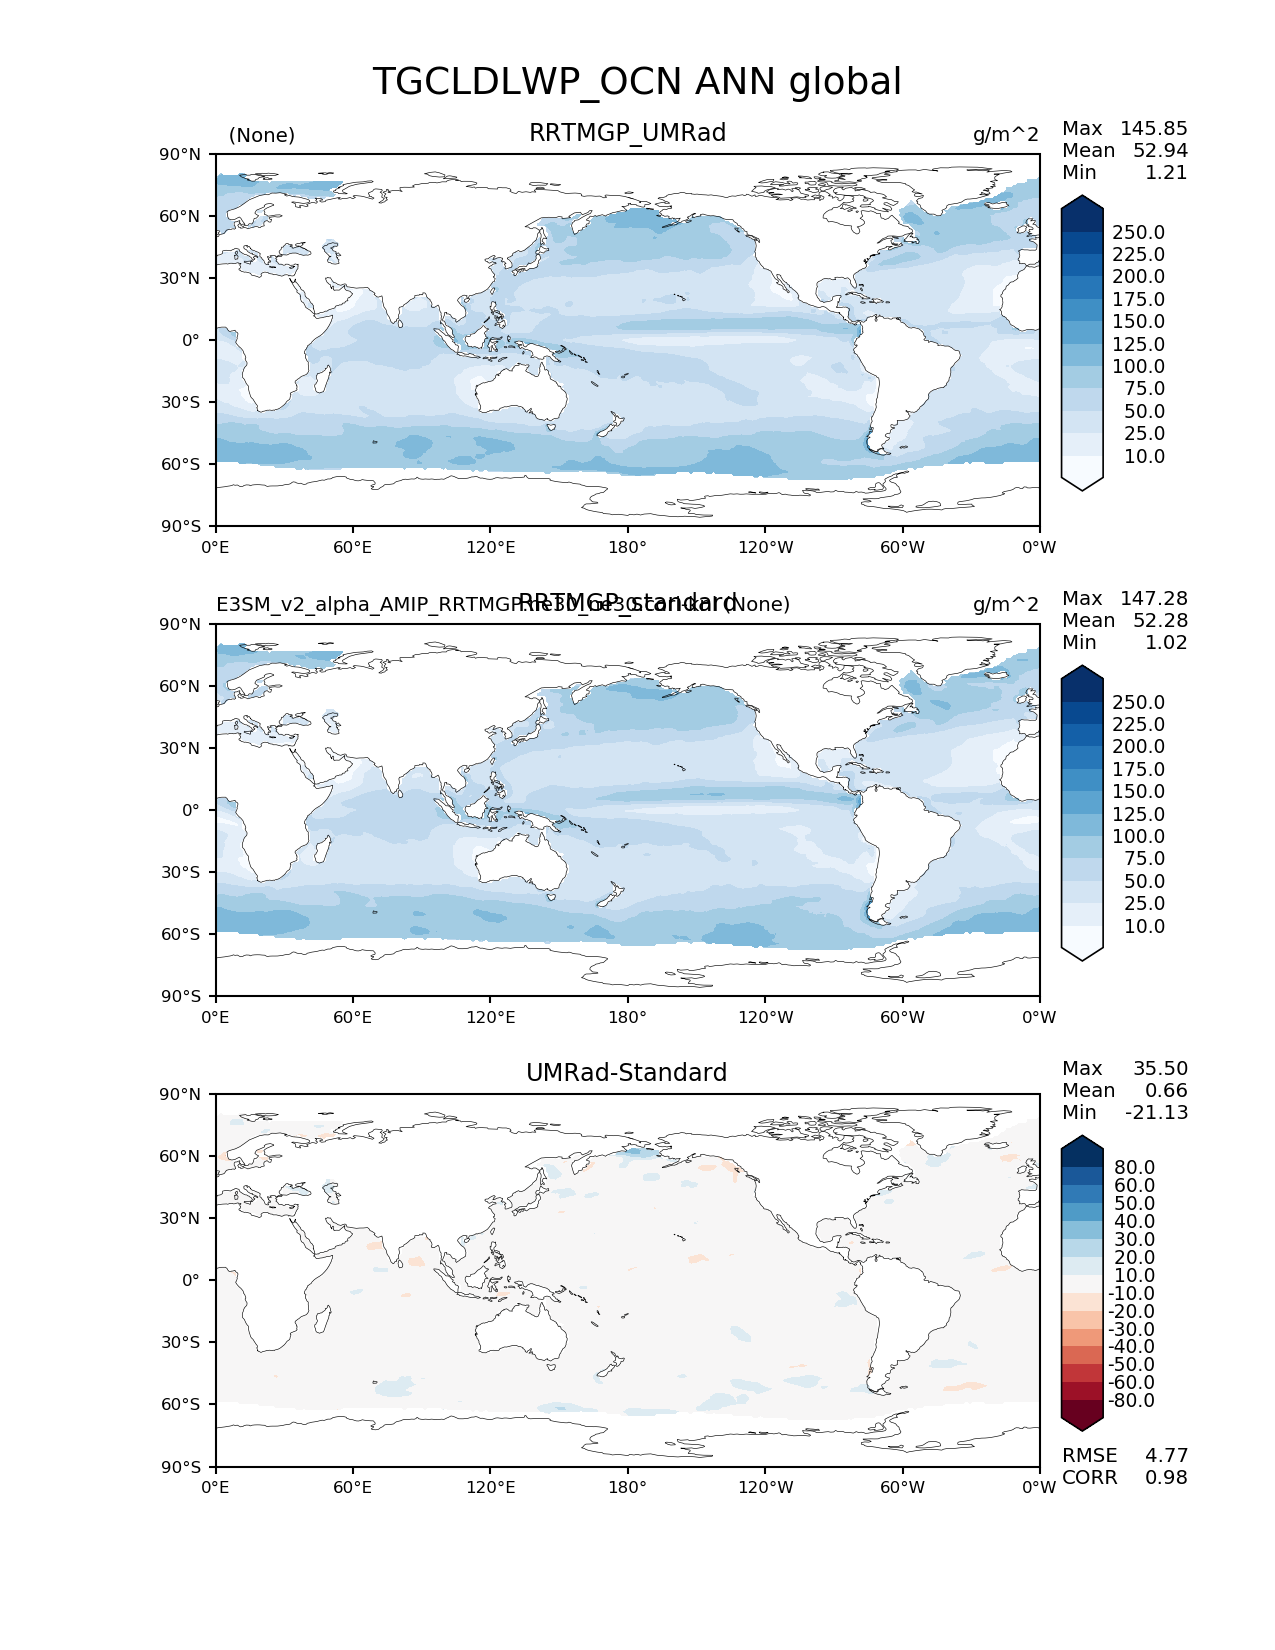 TGCLDLWP_OCN ANN global
(None) RRTMGP_UMRad g/m^2
Max 145.85
Mean 52.94
Min 1.21
90°N
60°N
30°N
0°
30°S
60°S
90°S
0°E 60°E 120°E 180° 120°W 60°W 0°W
250.0
225.0
200.0
175.0
150.0
125.0
100.0
75.0
50.0
25.0
10.0
E3SM_v2_alpha_AMIP_RRTMGP (None) RRTMGP_standard g/m^2
Max 147.28
Mean 52.28
Min 1.02
90°N
60°N
30°N
0°
30°S
60°S
90°S
0°E 60°E 120°E 180° 120°W 60°W 0°W
250.0
225.0
200.0
175.0
150.0
125.0
100.0
75.0
50.0
25.0
10.0
UMRad-Standard
Max 35.50
Mean 0.66
Min -21.13
90°N
60°N
30°N
0°
30°S
60°S
90°S
0°E 60°E 120°E 180° 120°W 60°W 0°W
80.0
60.0
50.0
40.0
30.0
20.0
10.0
-10.0
-20.0
-30.0
-40.0
-50.0
-60.0
-80.0
RMSE 4.77
CORR 0.98